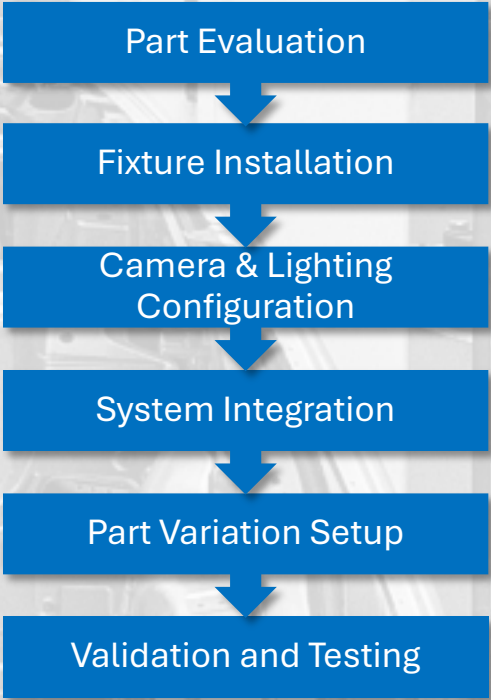 Part Evaluation
Fixture Installation
Camera & Lighting
Configuration
System Integration
Part Variation Setup
Validation and Testing